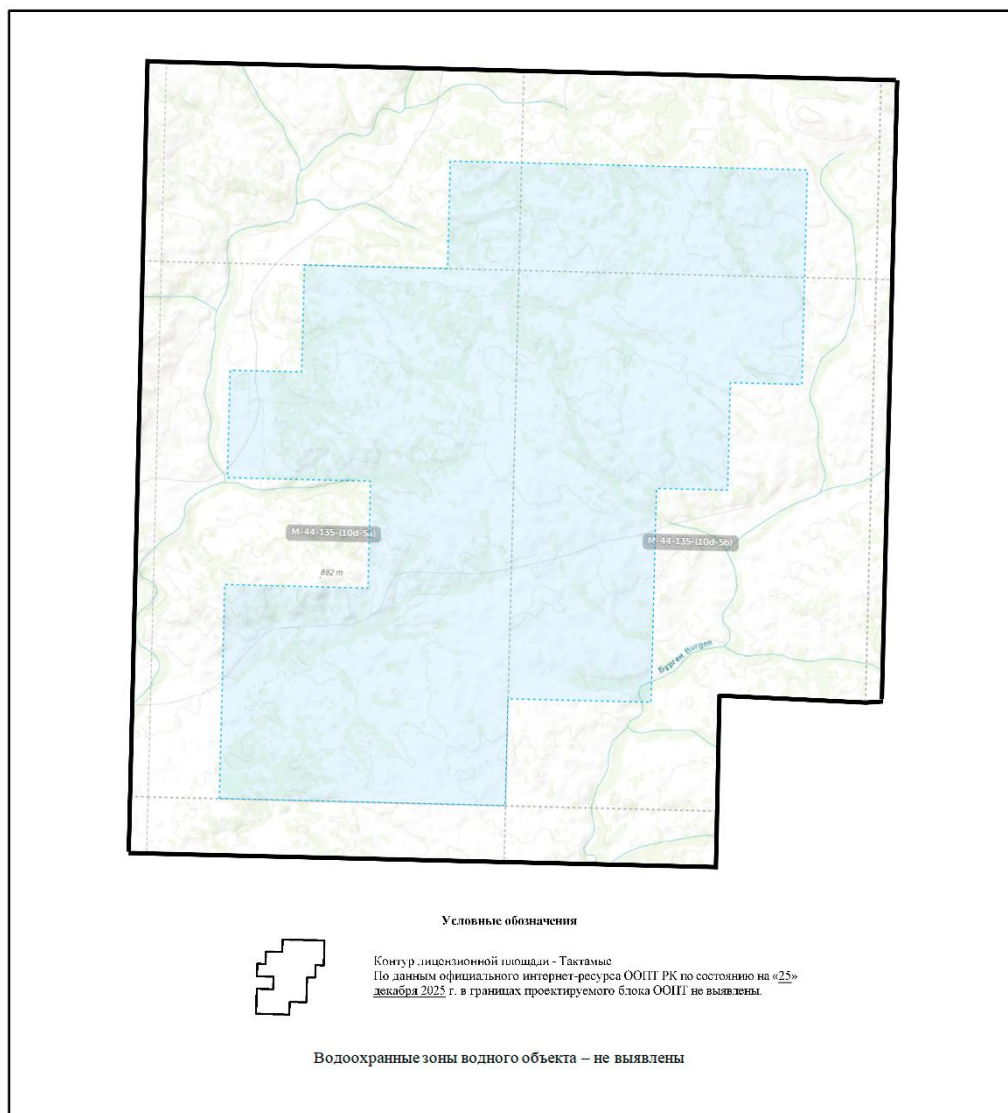 М-44-135-(10d-5a)
М-44-135-(10d-5b)
862 m
Бүрген Burgen
Условные обозначения
Контур лицензионной площади - Тактамыс
По данным официального интернет-ресурса ООПТ РК по состоянию на «25»
декабря 2025 г. в границах проектируемого блока ООПТ не выявлены.
Водоохранные зоны водного объекта – не выявлены